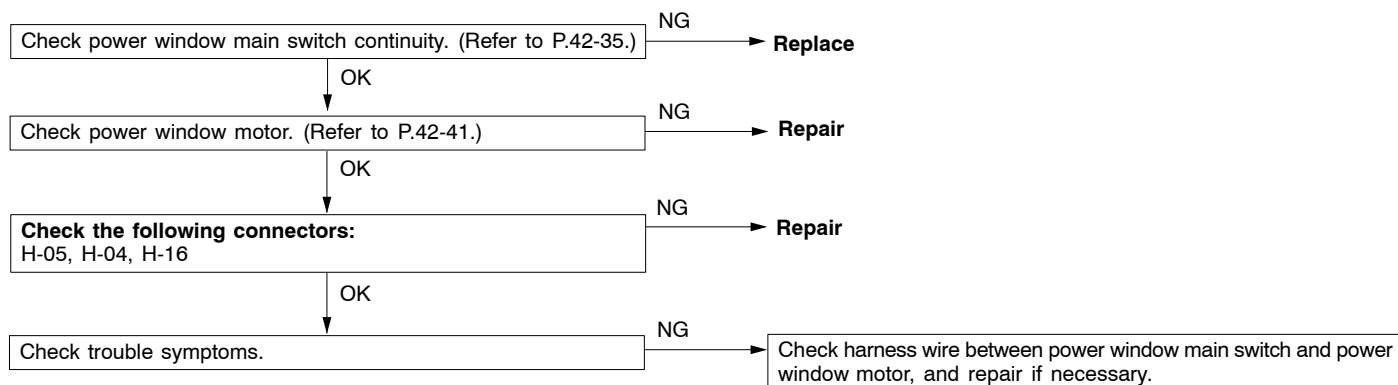 Check power window main switch continuity. (Refer to P.42-35.)
NG
Replace
OK
Check power window motor. (Refer to P.42-41.)
NG
Repair
OK
Check the following connectors:
H-05, H-04, H-16
NG
Repair
OK
Check trouble symptoms.
NG
Check harness wire between power window main switch and power
window motor, and repair if necessary.